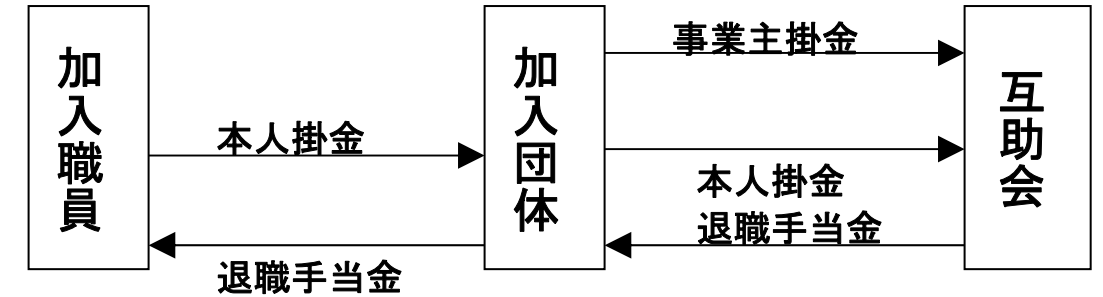 加入職員
本人掛金
退職手当金
加入団体
事業主掛金
本人掛金
退職手当金
互助会